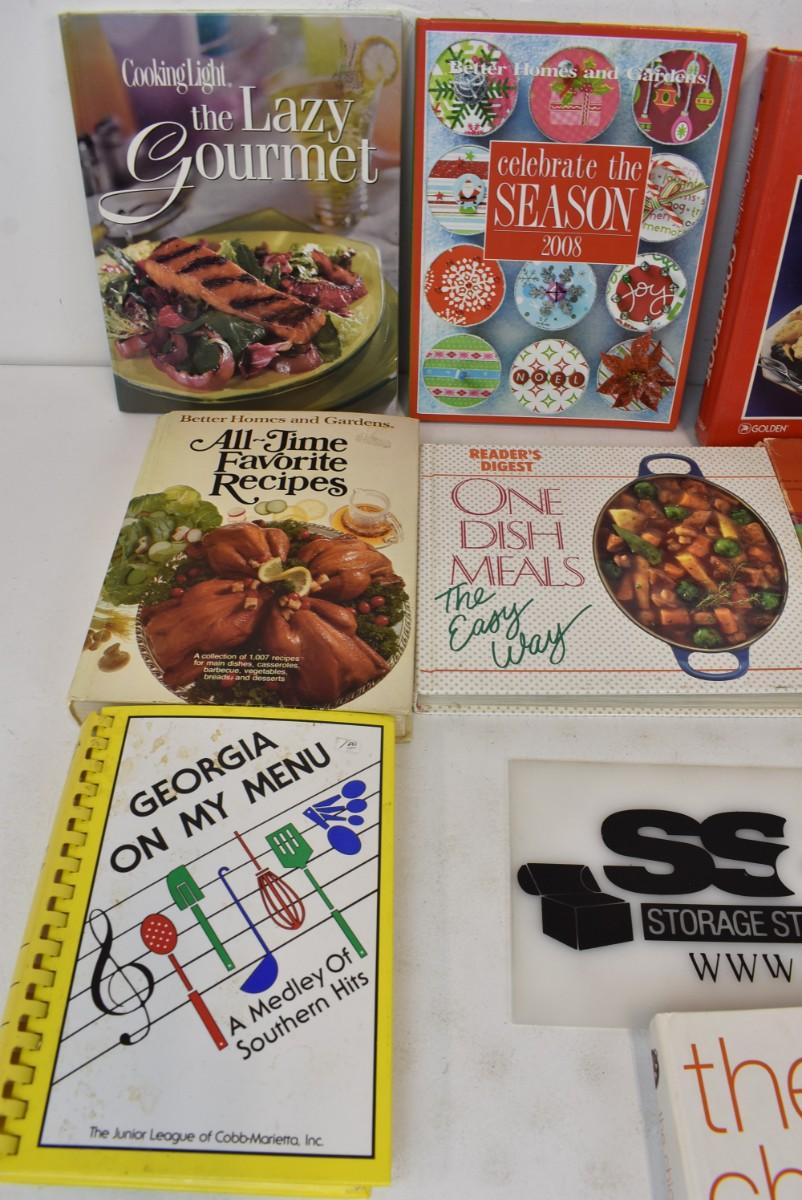 CookingLight®
the Lazy
Gourmet
Better Homes and Gardens®
celebrate the
SEASON
2008
joy
NOEL
GOLDEN®
Better Homes and Gardens®
All-Time
Favorite
Recipes
A collection of 1,007 recipes
for main dishes, casseroles,
barbecue, vegetables,
breads, and desserts
READER'S
DIGEST
ONE
DISH
MEALS
The
Easy
Way
GEORGIA
ON MY MENU
A Medley Of
Southern Hits
The Junior League of Cobb-Marietta, Inc.
SS
STORAGE ST
WWW
the
ch